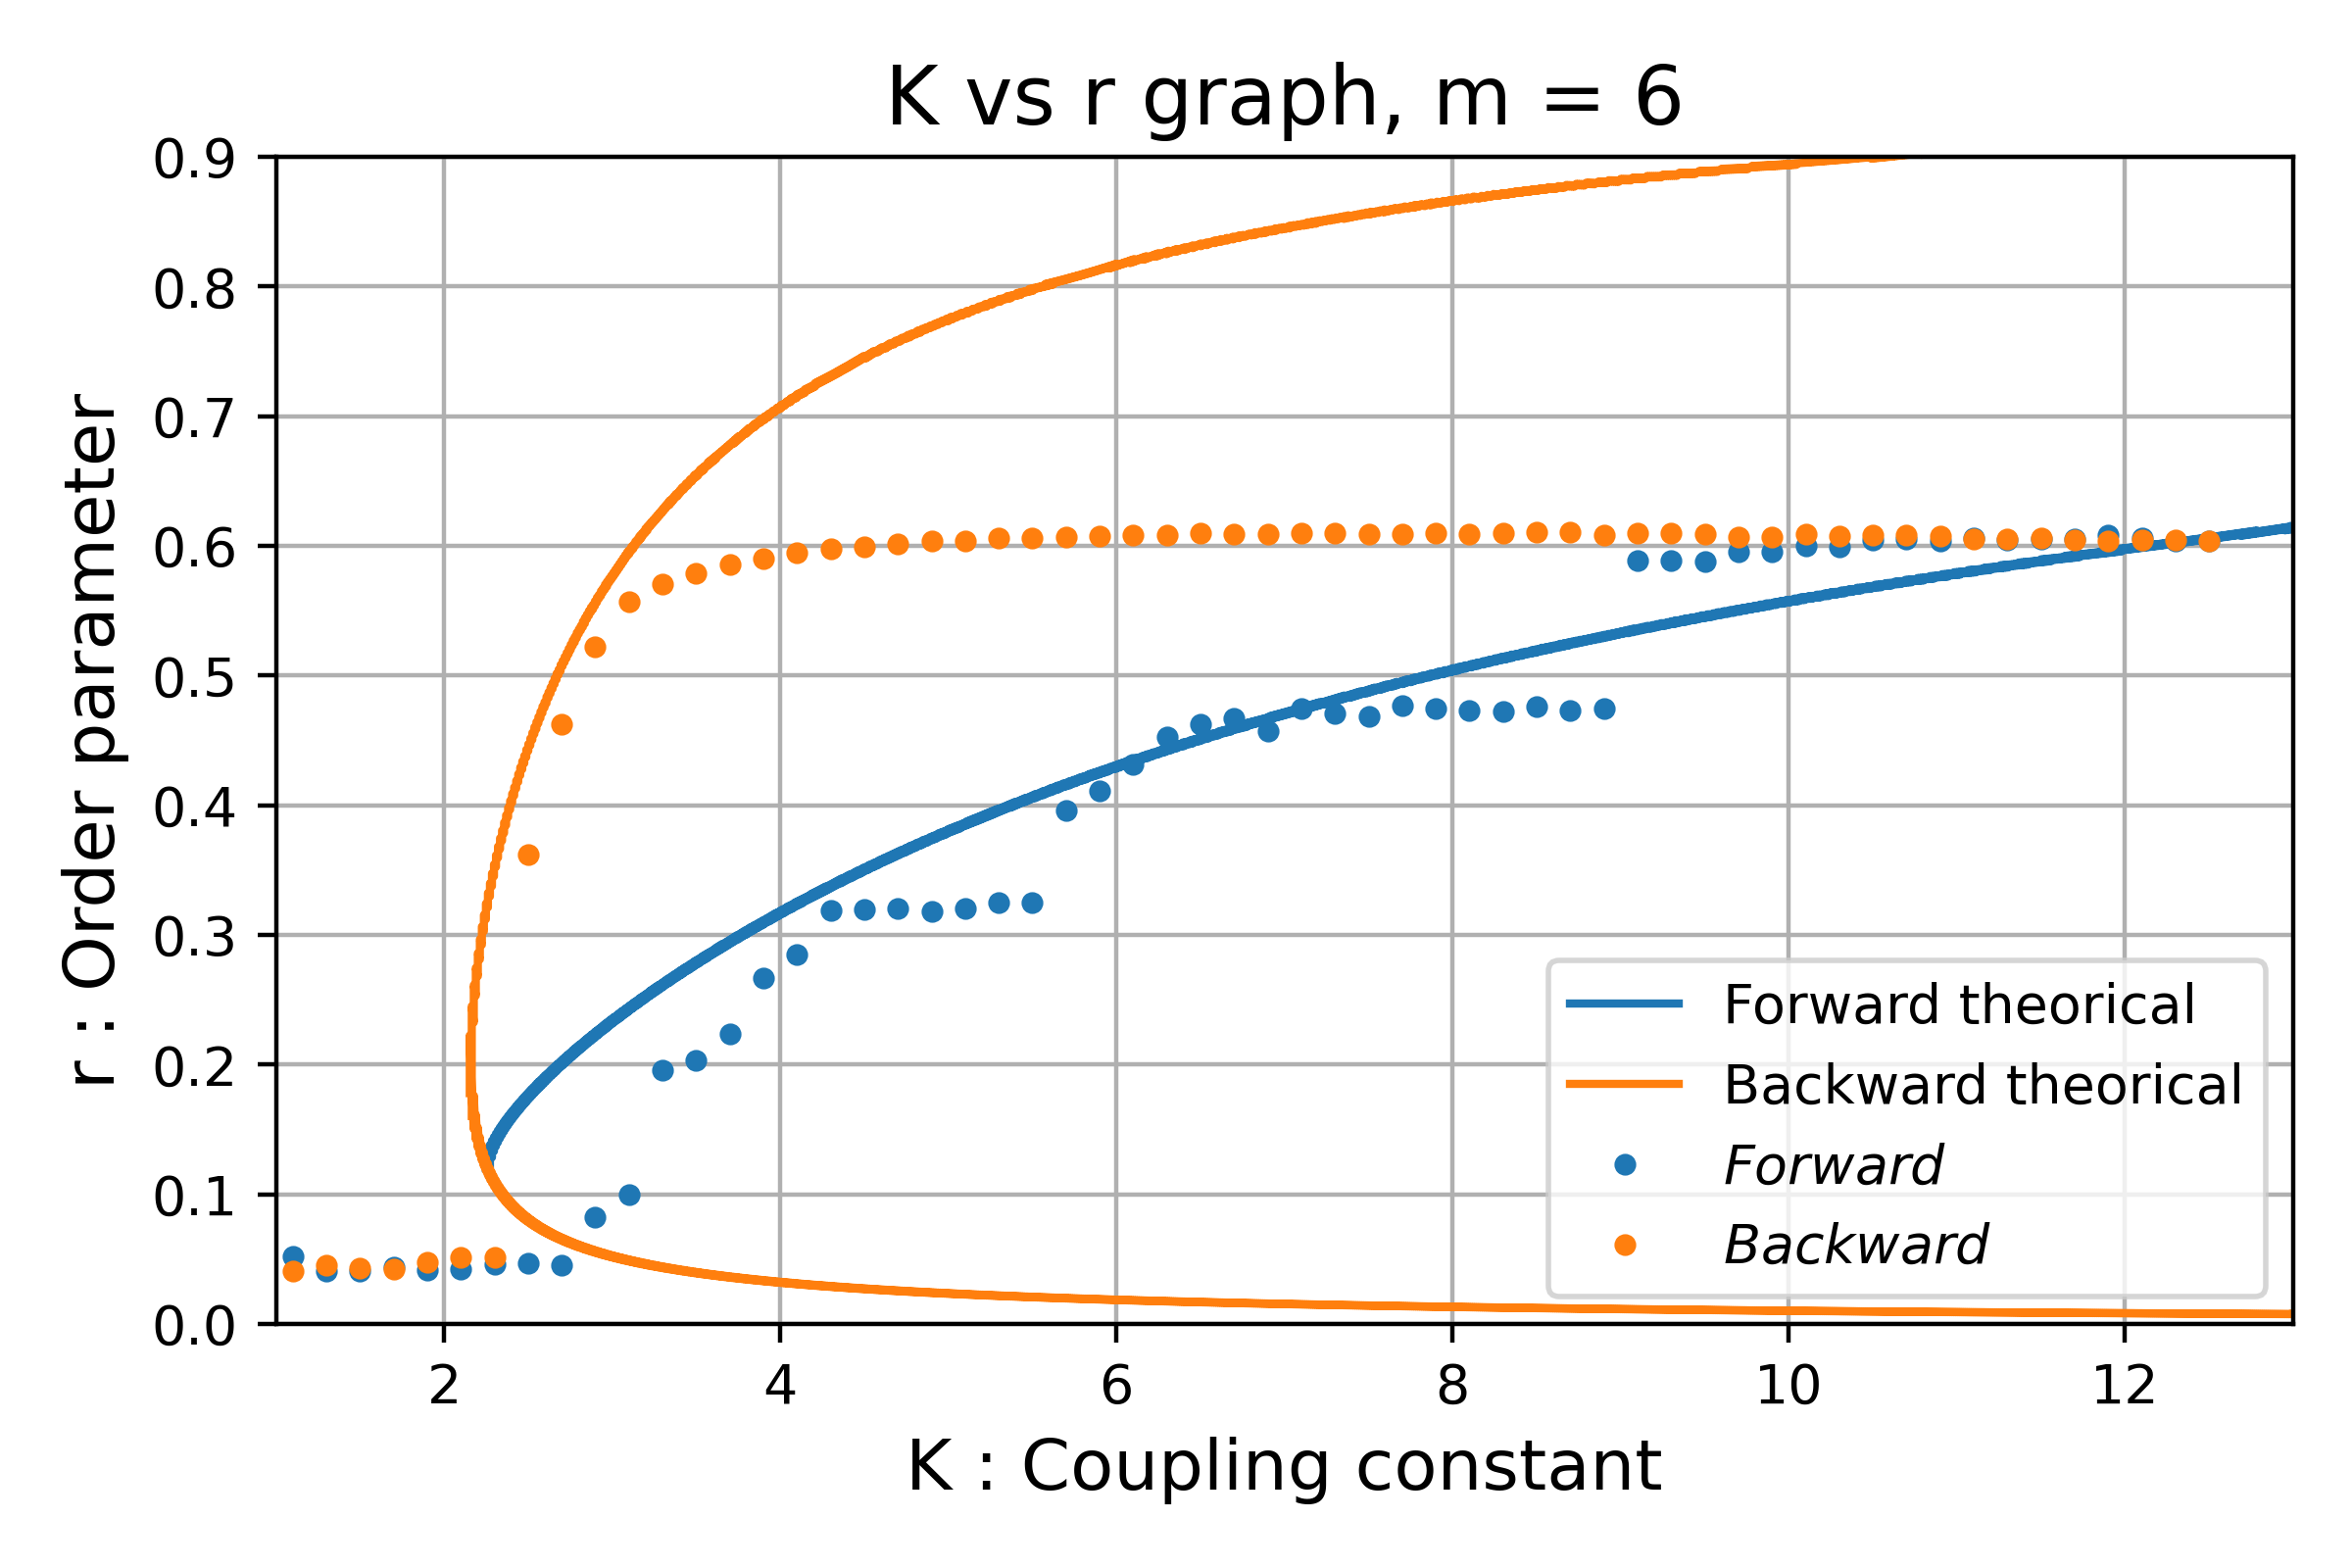 K vs r graph, m = 6
0.9
0.8
0.7
0.6
0.5
0.4
0.3
0.2
0.1
0.0
r : Order parameter
Forward theorical
Backward theorical
Forward
Backward
2 4 6 8 10 12
K : Coupling constant